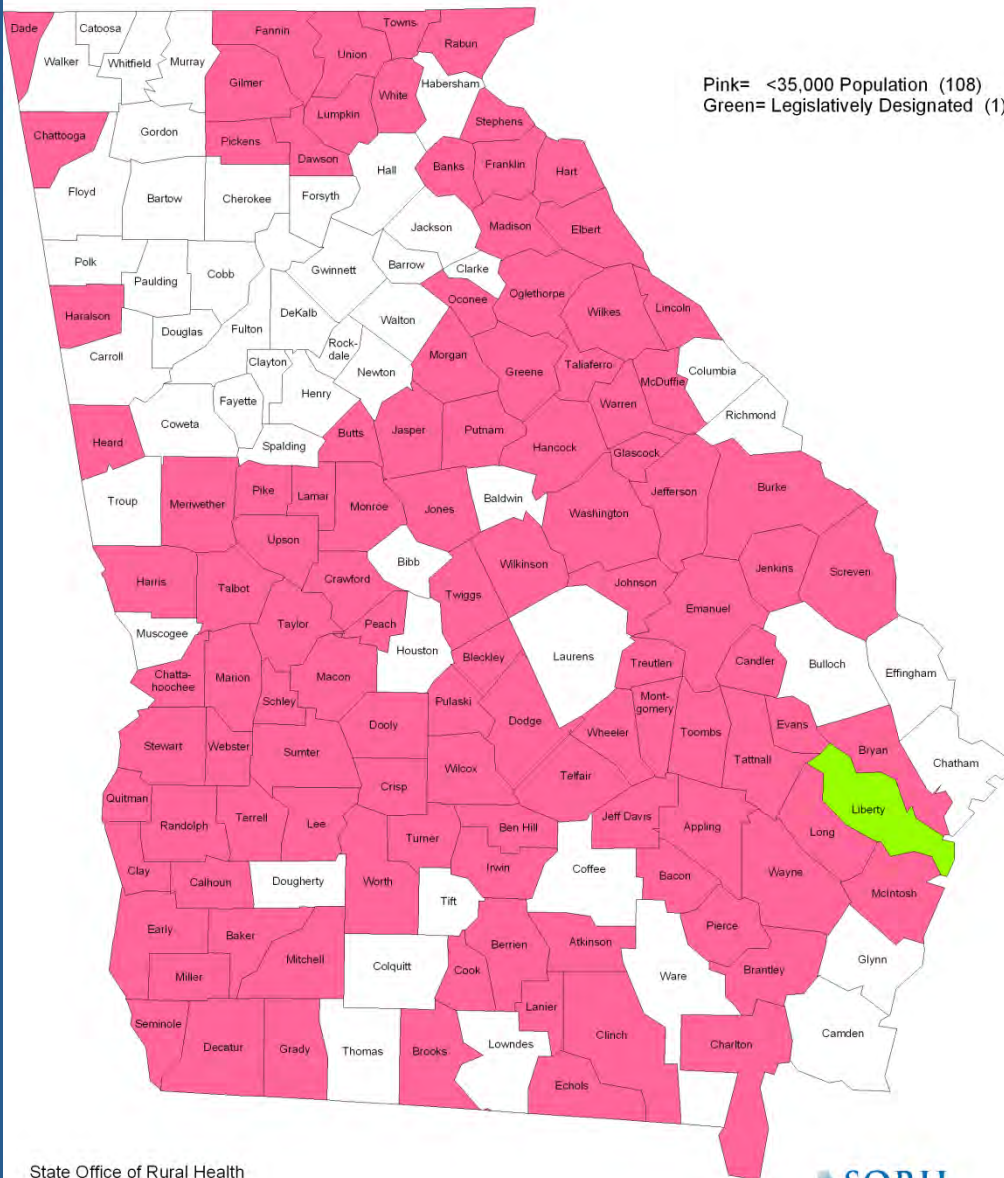 Dade
Catoosa
Fannin
Towns
Union
Rabun
Walker
Whitfield
Murray
Gilmer
White
Habersham
Pink= <35,000 Population (108)
Green= Legislatively Designated (1)
Lumpkin
Stephens
Chattooga
Gordon
Pickens
Dawson
Hall
Banks
Franklin
Hart
Floyd
Bartow
Cherokee
Forsyth
Jackson
Madison
Elbert
Polk
Paulding
Cobb
Gwinnett
Barrow
Clarke
Oconee
Oglethorpe
Wilkes
Lincoln
Haralson
Douglas
Fulton
DeKalb
Walton
Carroll
Clayton
Rock-
dale
Newton
Morgan
Greene
Taliaferro
McDuffie
Columbia
Fayette
Henry
Warren
Richmond
Coweta
Spalding
Heard
Butts
Jasper
Putnam
Hancock
Glascock
Troup
Meriwether
Pike
Lamar
Monroe
Jones
Baldwin
Washington
Jefferson
Burke
Upson
Bibb
Wilkinson
Harris
Talbot
Crawford
Twiggs
Johnson
Jenkins
Screven
Emanuel
Muscogee
Taylor
Peach
Houston
Bleckley
Laurens
Treutlen
Candler
Bulloch
Effingham
Chatta-
hoochee
Marion
Schley
Macon
Pulaski
Dodge
Mont-
gomery
Stewart
Webster
Sumter
Dooly
Wheeler
Toombs
Evans
Bryan
Tattnall
Chatham
Wilcox
Telfair
Quitman
Randolph
Terrell
Lee
Crisp
Turner
Ben Hill
Jeff Davis
Appling
Long
Liberty
Clay
Calhoun
Dougherty
Worth
Irwin
Coffee
Bacon
Wayne
McIntosh
Tift
Early
Baker
Mitchell
Berrien
Atkinson
Pierce
Miller
Colquitt
Cook
Ware
Brantley
Glynn
Seminole
Lanier
Clinch
Decatur
Grady
Thomas
Brooks
Lowndes
Charlton
Camden
Echols
State Office of Rural Health
SORH